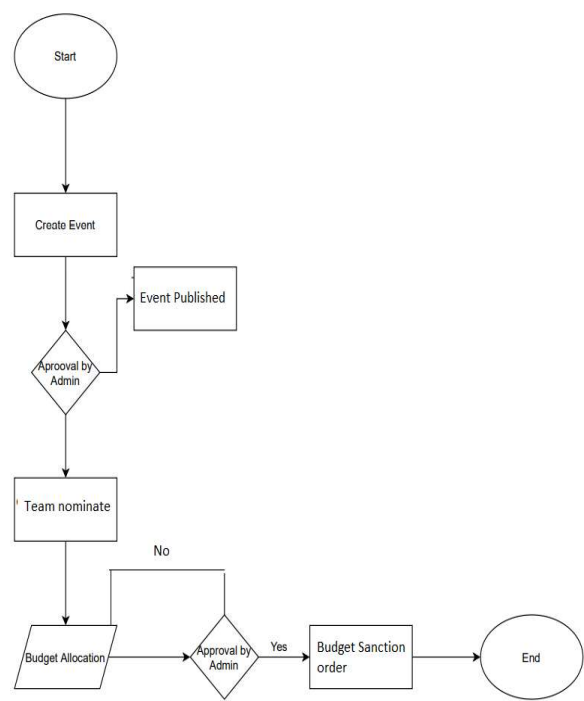 Start
Create Event
Event Published
Aprooval by
Admin
Team nominate
No
Budget Allocation
Approval by
Admin
Yes
Budget Sanction
order
End